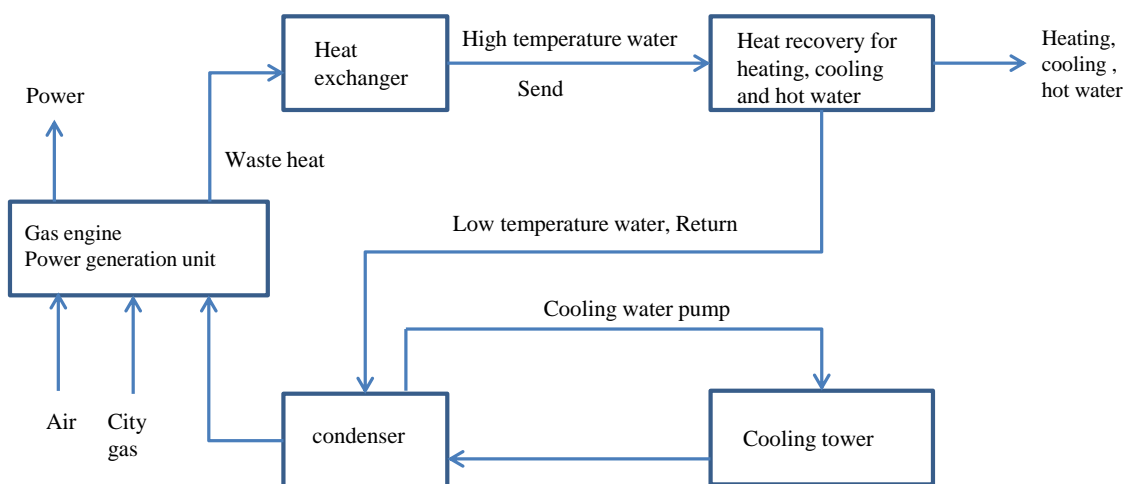 Heat
exchanger
High temperature water
Send
Heat recovery for
heating, cooling
and hot water
Heating,
cooling ,
hot water
Power
Waste heat
Gas engine
Power generation unit
Low temperature water, Return
Cooling water pump
Air
City
gas
condenser
Cooling tower